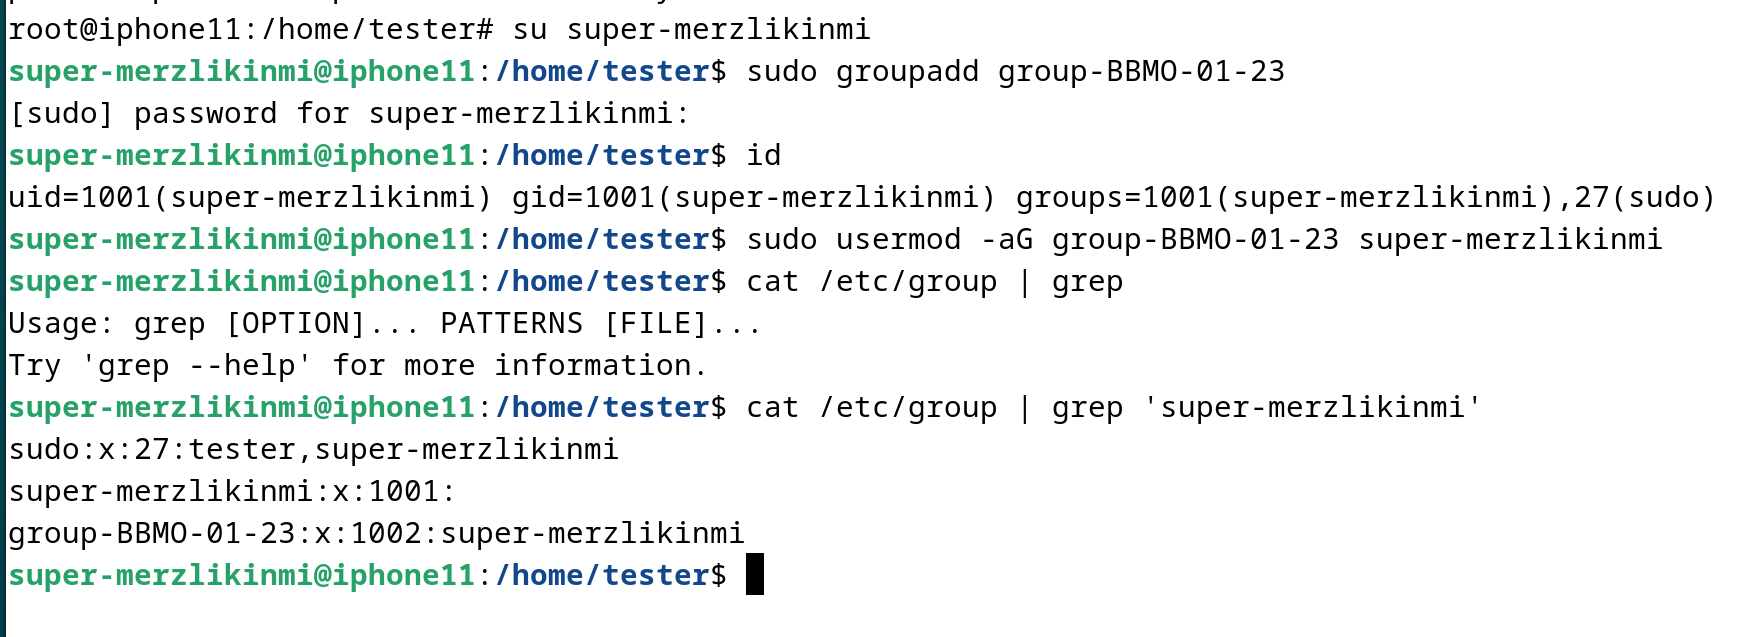 root@iphone11:/home/tester# su super-merzlikinmi
super-merzlikinmi@iphone11:/home/tester$ sudo groupadd group-BBMO-01-23
[sudo] password for super-merzlikinmi:
super-merzlikinmi@iphone11:/home/tester$ id
uid=1001(super-merzlikinmi) gid=1001(super-merzlikinmi) groups=1001(super-merzlikinmi),27(sudo)
super-merzlikinmi@iphone11:/home/tester$ sudo usermod -aG group-BBMO-01-23 super-merzlikinmi
super-merzlikinmi@iphone11:/home/tester$ cat /etc/group | grep
Usage: grep [OPTION]... PATTERNS [FILE]...
Try 'grep --help' for more information.
super-merzlikinmi@iphone11:/home/tester$ cat /etc/group | grep 'super-merzlikinmi'
sudo:x:27:tester,super-merzlikinmi
super-merzlikinmi:x:1001:
group-BBMO-01-23:x:1002:super-merzlikinmi
super-merzlikinmi@iphone11:/home/tester$